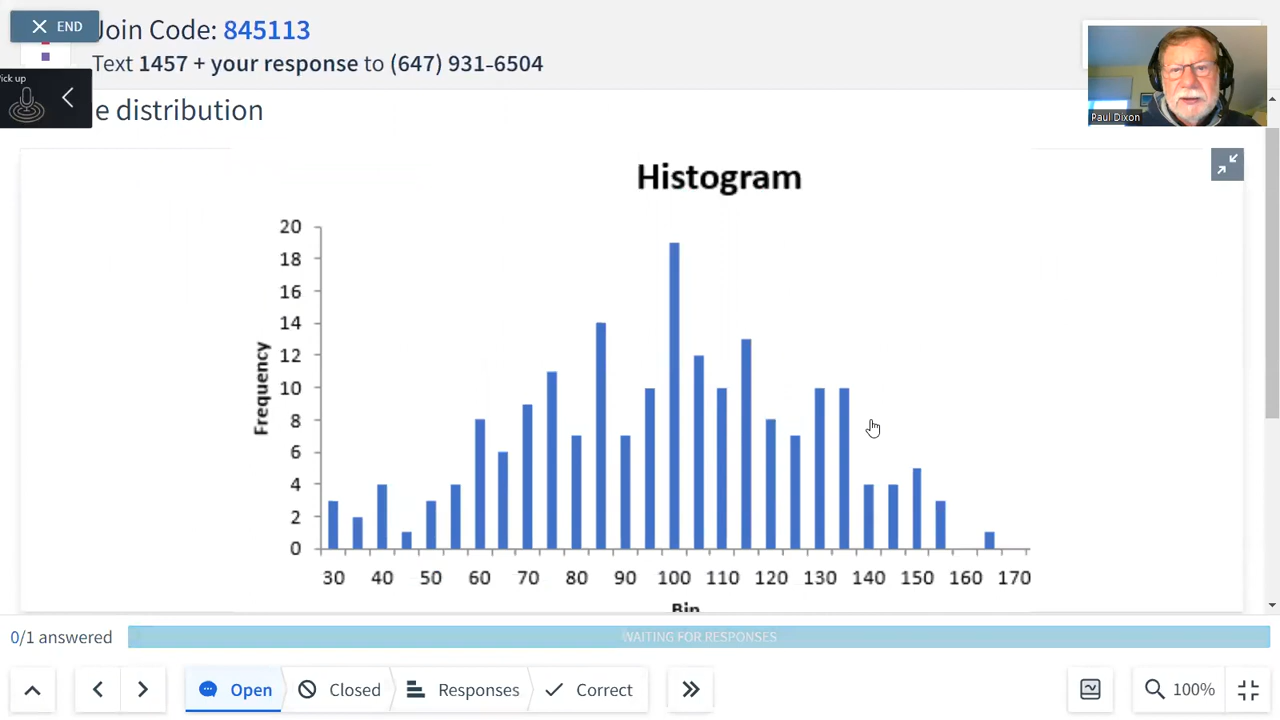 END
Join Code: 845113
Text 1457 + your response to (647) 931-6504
Pick up
e distribution
Paul Dixon
Histogram
Frequency
20
18
16
14
12
10
8
6
4
2
0
30 40 50 60 70 80 90 100 110 120 130 140 150 160 170
Bin
0/1 answered
WAITING FOR RESPONSES
Open
Closed
Responses
Correct
100%